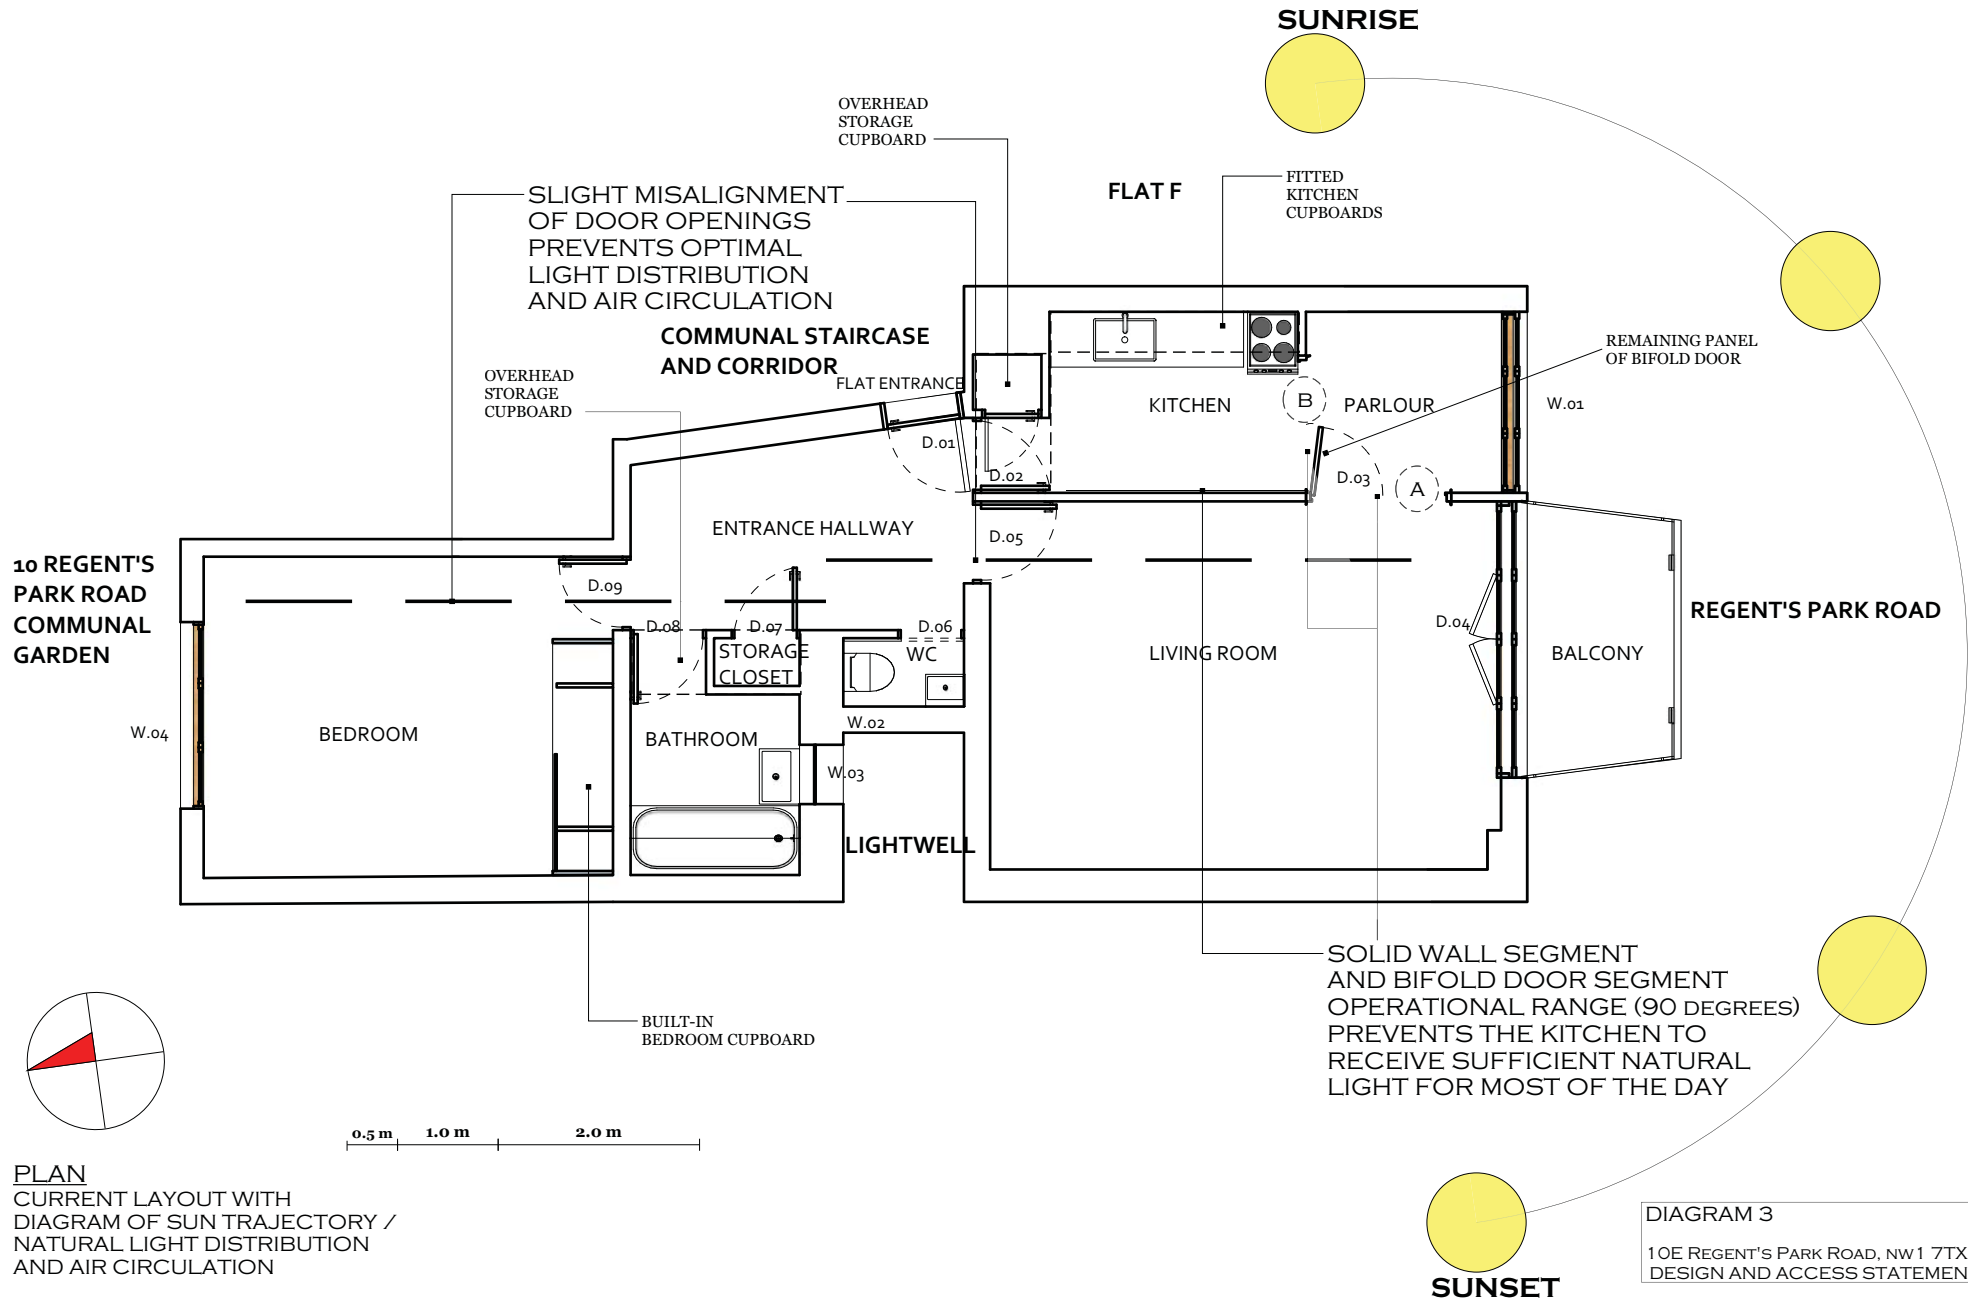 SUNRISE
OVERHEAD
STORAGE
CUPBOARD
SLIGHT MISALIGNMENT
OF DOOR OPENINGS
PREVENTS OPTIMAL
LIGHT DISTRIBUTION
AND AIR CIRCULATION
FLAT F
FITTED
KITCHEN
CUPBOARDS
COMMUNAL STAIRCASE
AND CORRIDOR
OVERHEAD
STORAGE
CUPBOARD
FLAT ENTRANCE
REMAINING PANEL
OF BIFOLD DOOR
KITCHEN
B
PARLOUR
W.01
D.01
D.02
D.03
A
ENTRANCE HALLWAY
D.05
10 REGENT'S
PARK ROAD
COMMUNAL
GARDEN
D.09
D.08
D.07
D.06
D.04
REGENT'S PARK ROAD
STORAGE
CLOSET
WC
LIVING ROOM
BALCONY
W.04
BEDROOM
BATHROOM
W.02
W.03
LIGHTWELL
SOLID WALL SEGMENT
AND BIFOLD DOOR SEGMENT
OPERATIONAL RANGE (90 DEGREES)
PREVENTS THE KITCHEN TO
RECEIVE SUFFICIENT NATURAL
LIGHT FOR MOST OF THE DAY
BUILT-IN
BEDROOM CUPBOARD
0.5 m 1.0 m 2.0 m
PLAN
CURRENT LAYOUT WITH
DIAGRAM OF SUN TRAJECTORY /
NATURAL LIGHT DISTRIBUTION
AND AIR CIRCULATION
SUNSET
DIAGRAM 3
10E REGENT'S PARK ROAD, NW1 7TX
DESIGN AND ACCESS STATEMEN